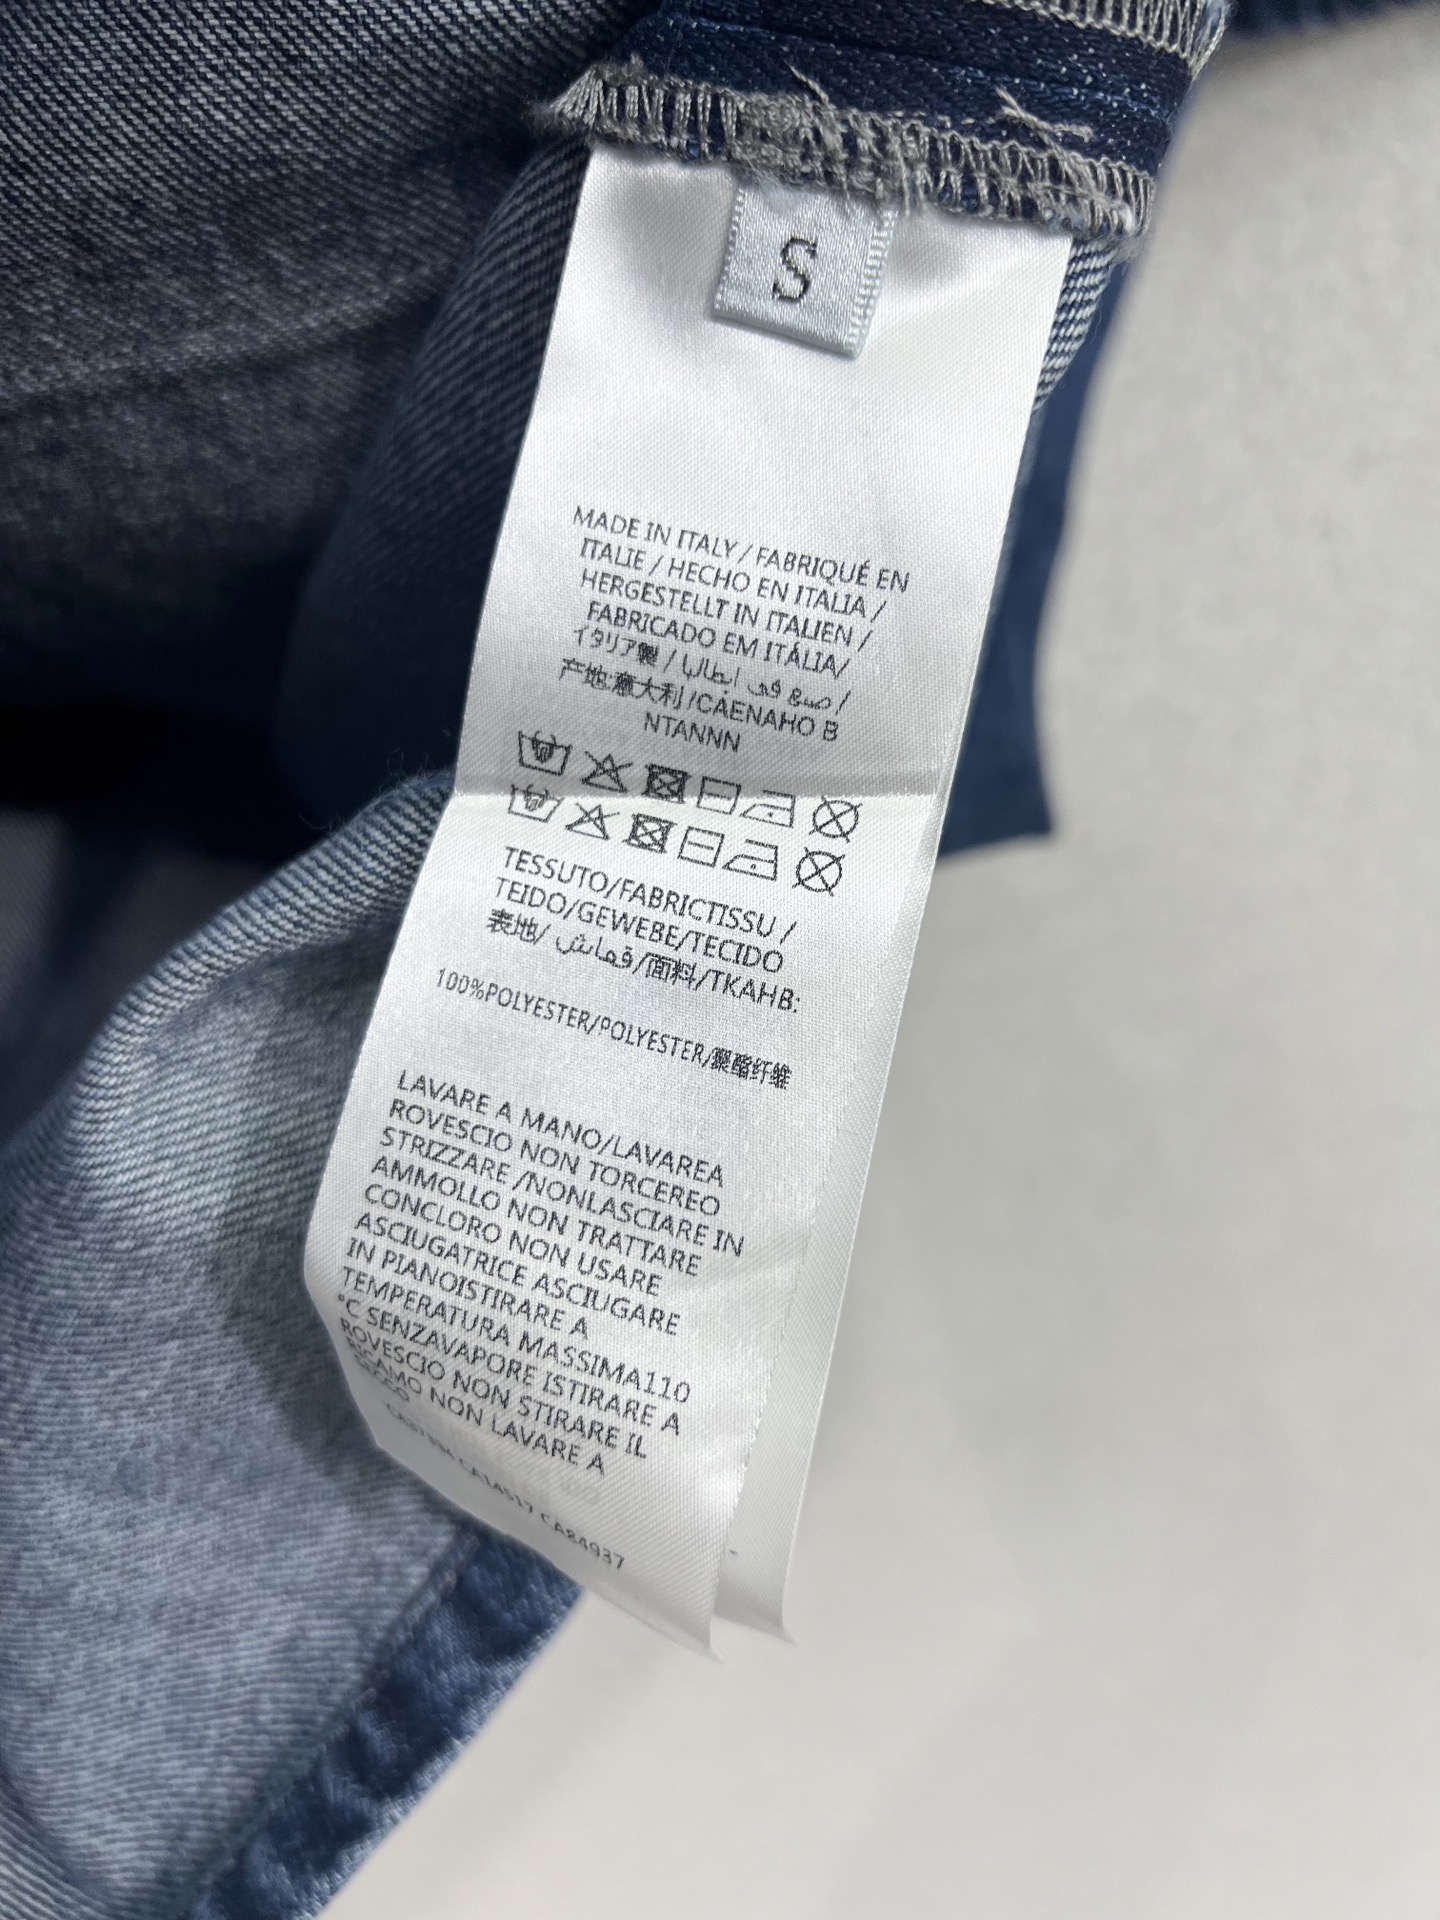 S
MADE IN ITALY / FABRIQUÉ EN
ITALIE / HECHO EN ITALIA /
HERGESTELLT IN ITALIEN /
FABRICADO EM ITÁLIA/
イタリア製 / صنع في إيطاليا /
产地:意大利 /CAENAHO B
NTANNN
TESSUTO/FABRICTISSU /
TEIDO/GEWEBE/TECIDO
表地/ قماش/面料/TKAHB:
100%POLYESTER/POLYESTER/聚酯纤维
LAVARE A MANO/LAVAREA
ROVESCIO NON TORCEREO
STRIZZARE /NONLASCIARE IN
AMMOLLO NON TRATTARE
CONCLORO NON USARE
ASCIUGATRICE ASCIUGARE
IN PIANOISTIRARE A
TEMPERATURA MASSIMA110
°C SENZAVAPORE ISTIRARE A
ROVESCIO NON STIRARE IL
RICAMO NON LAVARE A
SECCO
CA14517 CA84937